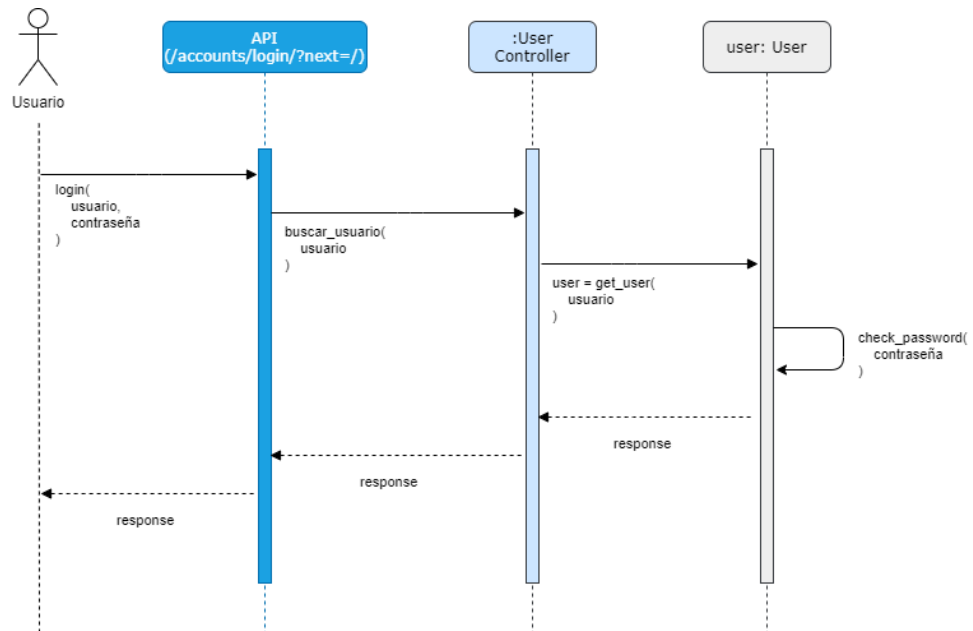 Usuario
API
(/accounts/login/?next=/)
:User
Controller
user: User
login(
usuario,
contraseña
)
buscar_usuario(
usuario
)
user = get_user(
usuario
)
check_password(
contraseña
)
response
response
response